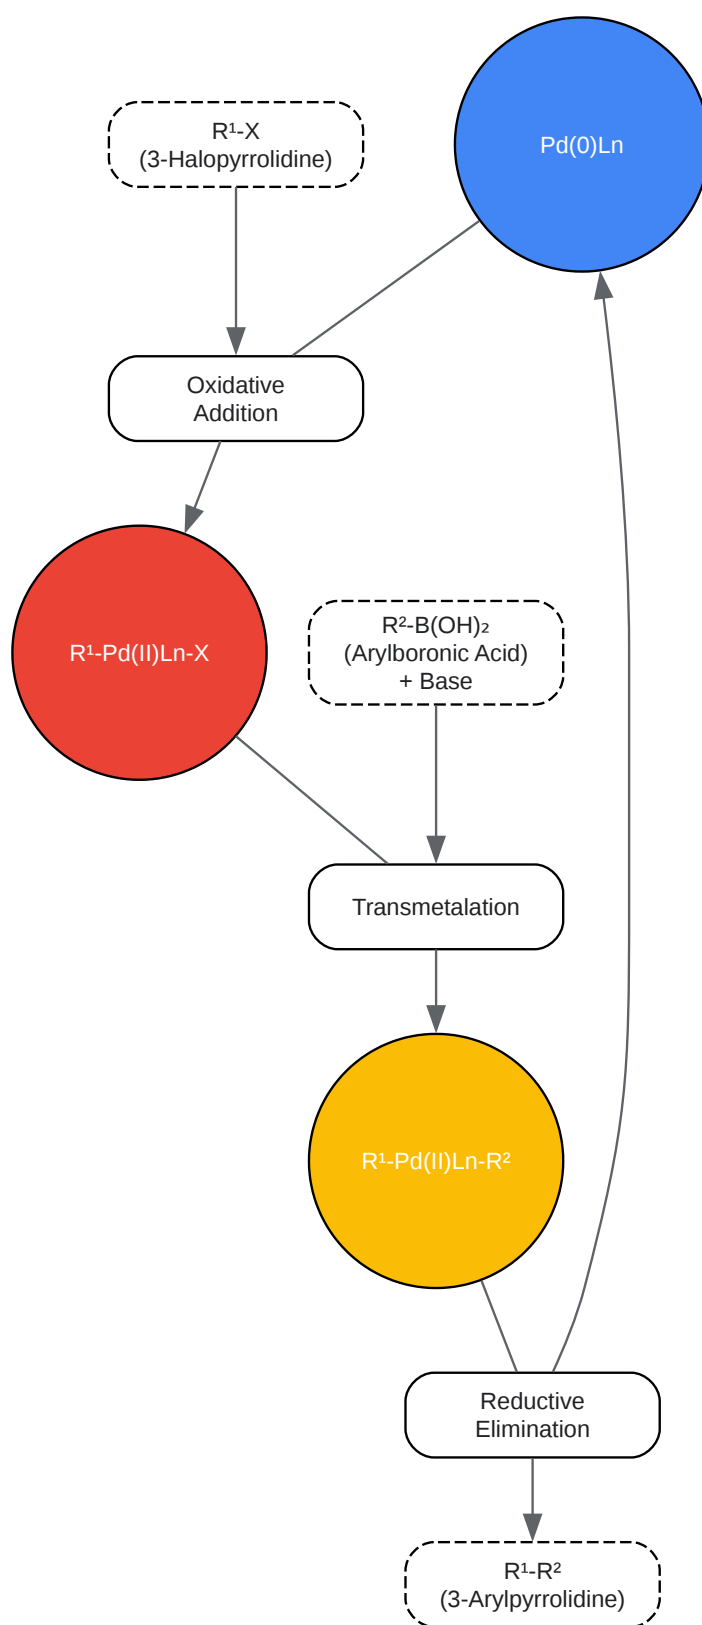 R¹-X
(3-Halopyrrolidine)
Pd(0)Ln
Oxidative
Addition
R¹-Pd(II)Ln-X
R²-B(OH)₂
(Arylboronic Acid)
+ Base
Transmetalation
R¹-Pd(II)Ln-R²
Reductive
Elimination
R¹-R²
(3-Arylpyrrolidine)